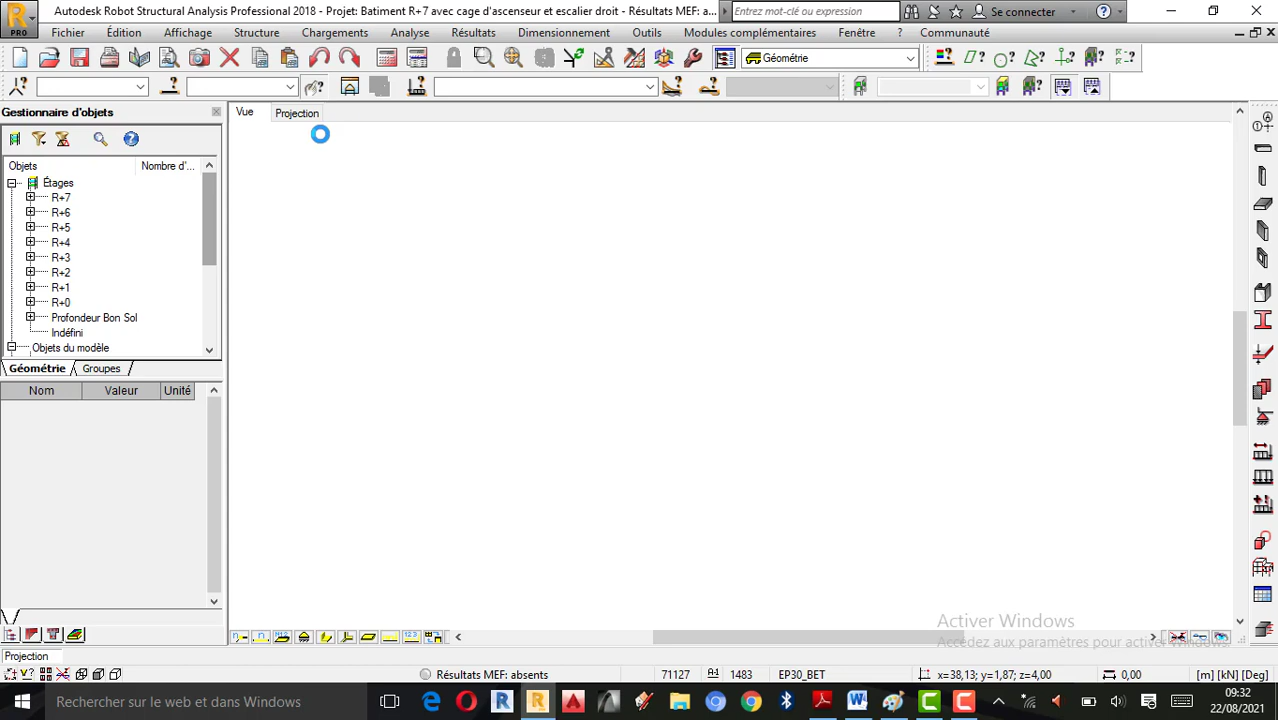 Autodesk Robot Structural Analysis Professional 2018 - Projet: Batiment R+7 avec cage d'ascenseur et escalier droit - Résultats MEF: a...
Entrez mot-clé ou expression
Se connecter
PRO
Fichier Édition Affichage Structure Chargements Analyse Résultats Dimensionnement Outils Modules complémentaires Fenêtre ? Communauté
Géométrie
Gestionnaire d'objets
Vue Projection
Objets Nombre d'...
Étages
R+7
R+6
R+5
R+4
R+3
R+2
R+1
R+0
Profondeur Bon Sol
Indéfini
Objets du modèle
Géométrie Groupes
Nom Valeur Unité
Activer Windows
Accédez aux paramètres pour activer Windows.
Projection
Résultats MEF: absents 71127 1483 EP30_BET x=38,13; y=1,87; z=4,00 0,00 [m] [kN] [Deg]
Rechercher sur le web et dans Windows
09:32
22/08/2021